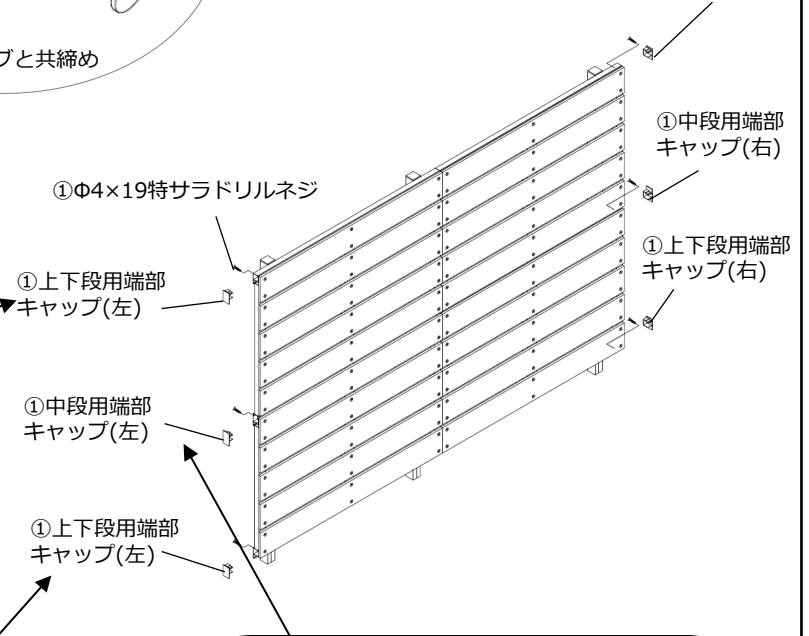 ブと共締め
①中段用端部
キャップ(右)
①Φ4×19特サラドリルネジ
①上下段用端部
キャップ(右)
①上下段用端部
キャップ(左)
①中段用端部
キャップ(左)
①上下段用端部
キャップ(左)